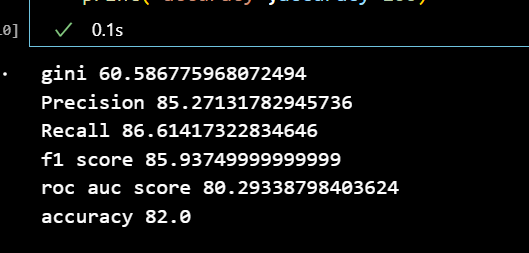 0.1s
gini 60.586775968072494
Precision 85.27131782945736
Recall 86.61417322834646
f1 score 85.93749999999999
roc auc score 80.29338798403624
accuracy 82.0